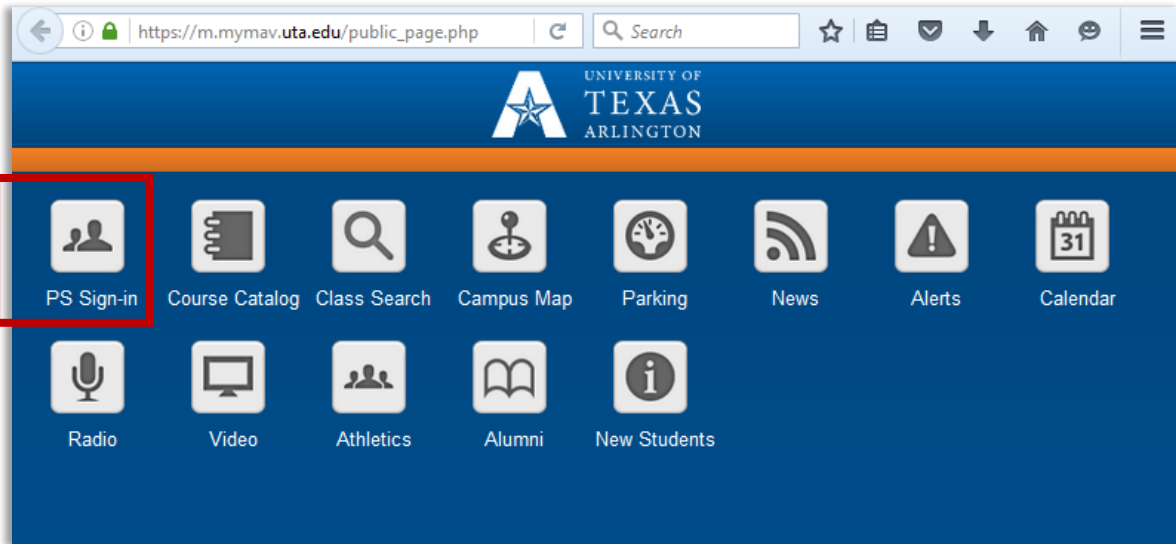 https://m.mymav.uta.edu/public_page.php Search
UNIVERSITY OF
TEXAS
ARLINGTON
PS Sign-in Course Catalog Class Search Campus Map Parking News Alerts Calendar
31
Radio Video Athletics Alumni New Students